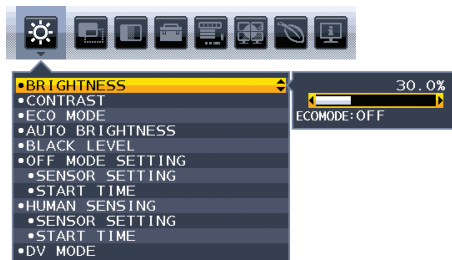 •BRIGHTNESS
•CONTRAST
•ECO MODE
•AUTO BRIGHTNESS
•BLACK LEVEL
•OFF MODE SETTING
•SENSOR SETTING
•START TIME
•HUMAN SENSING
•SENSOR SETTING
•START TIME
•DV MODE
30.0%
ECOMODE:OFF